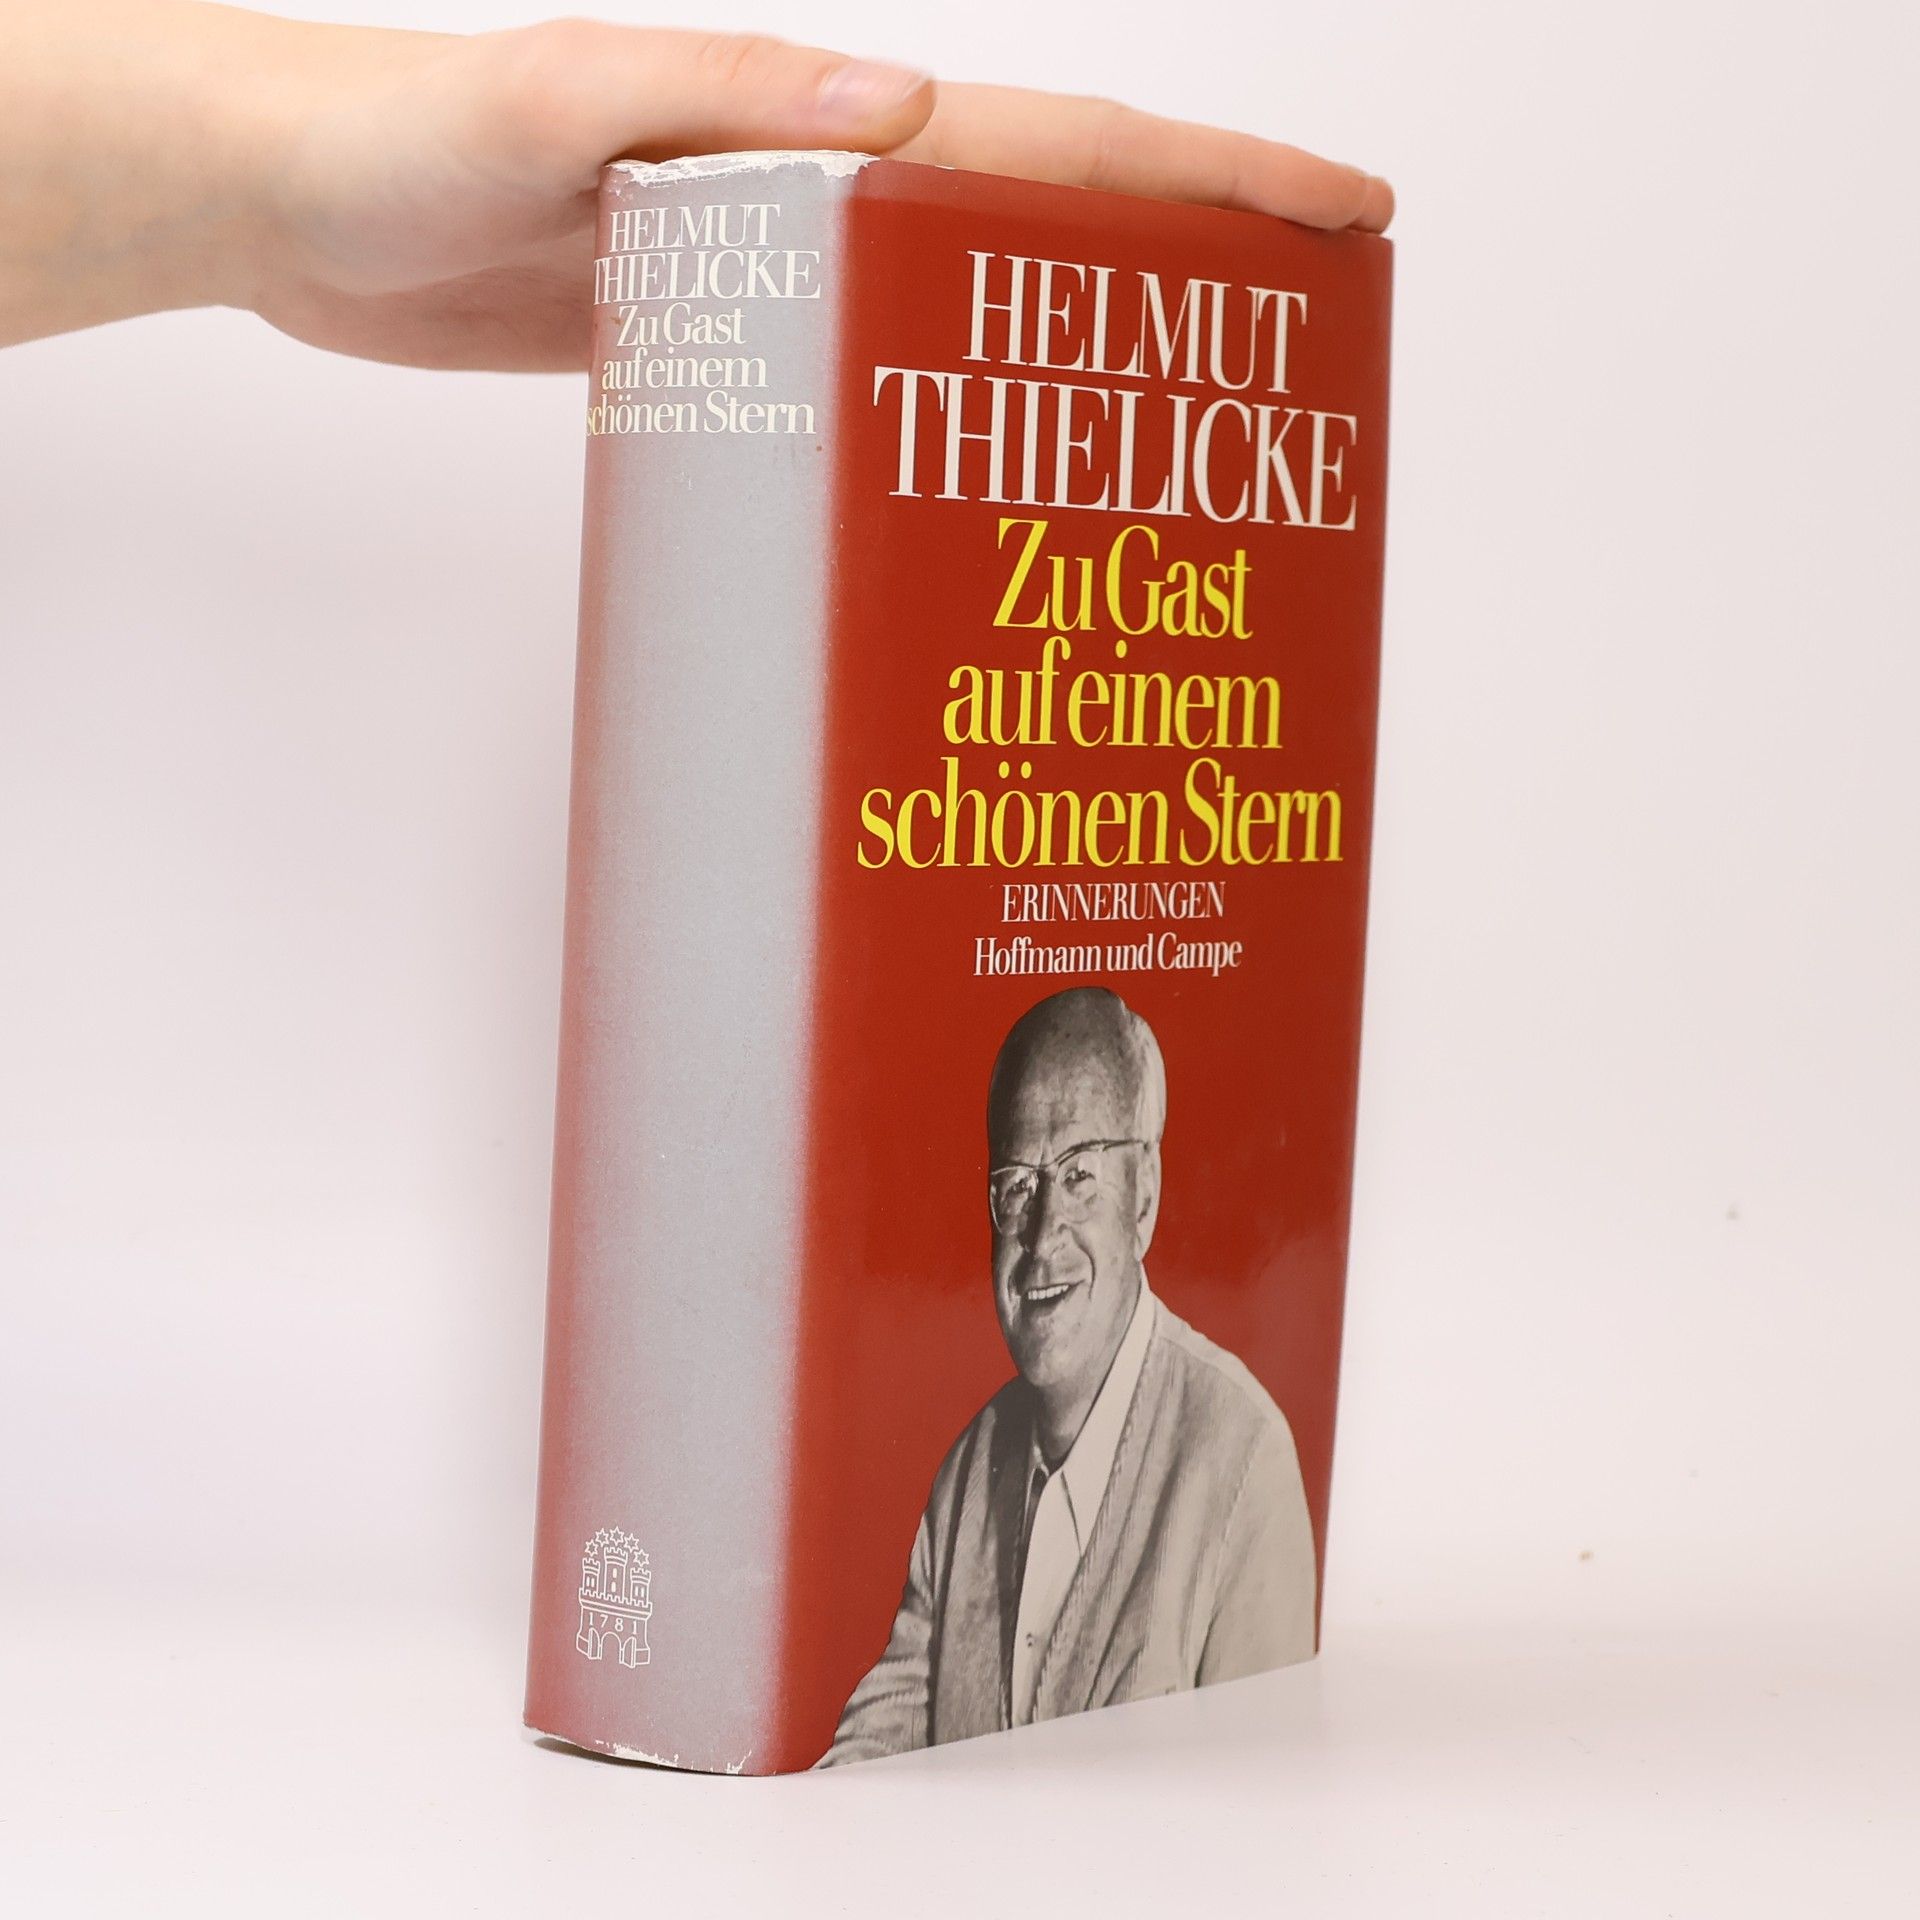 HELMUT
THIELICKE
Zu Gast
auf einem
schönen Stern
HELMUT
THIELICKE
Zu Gast
auf einem
schönen Stern
ERINNERUNGEN
Hoffmann und Campe
1781